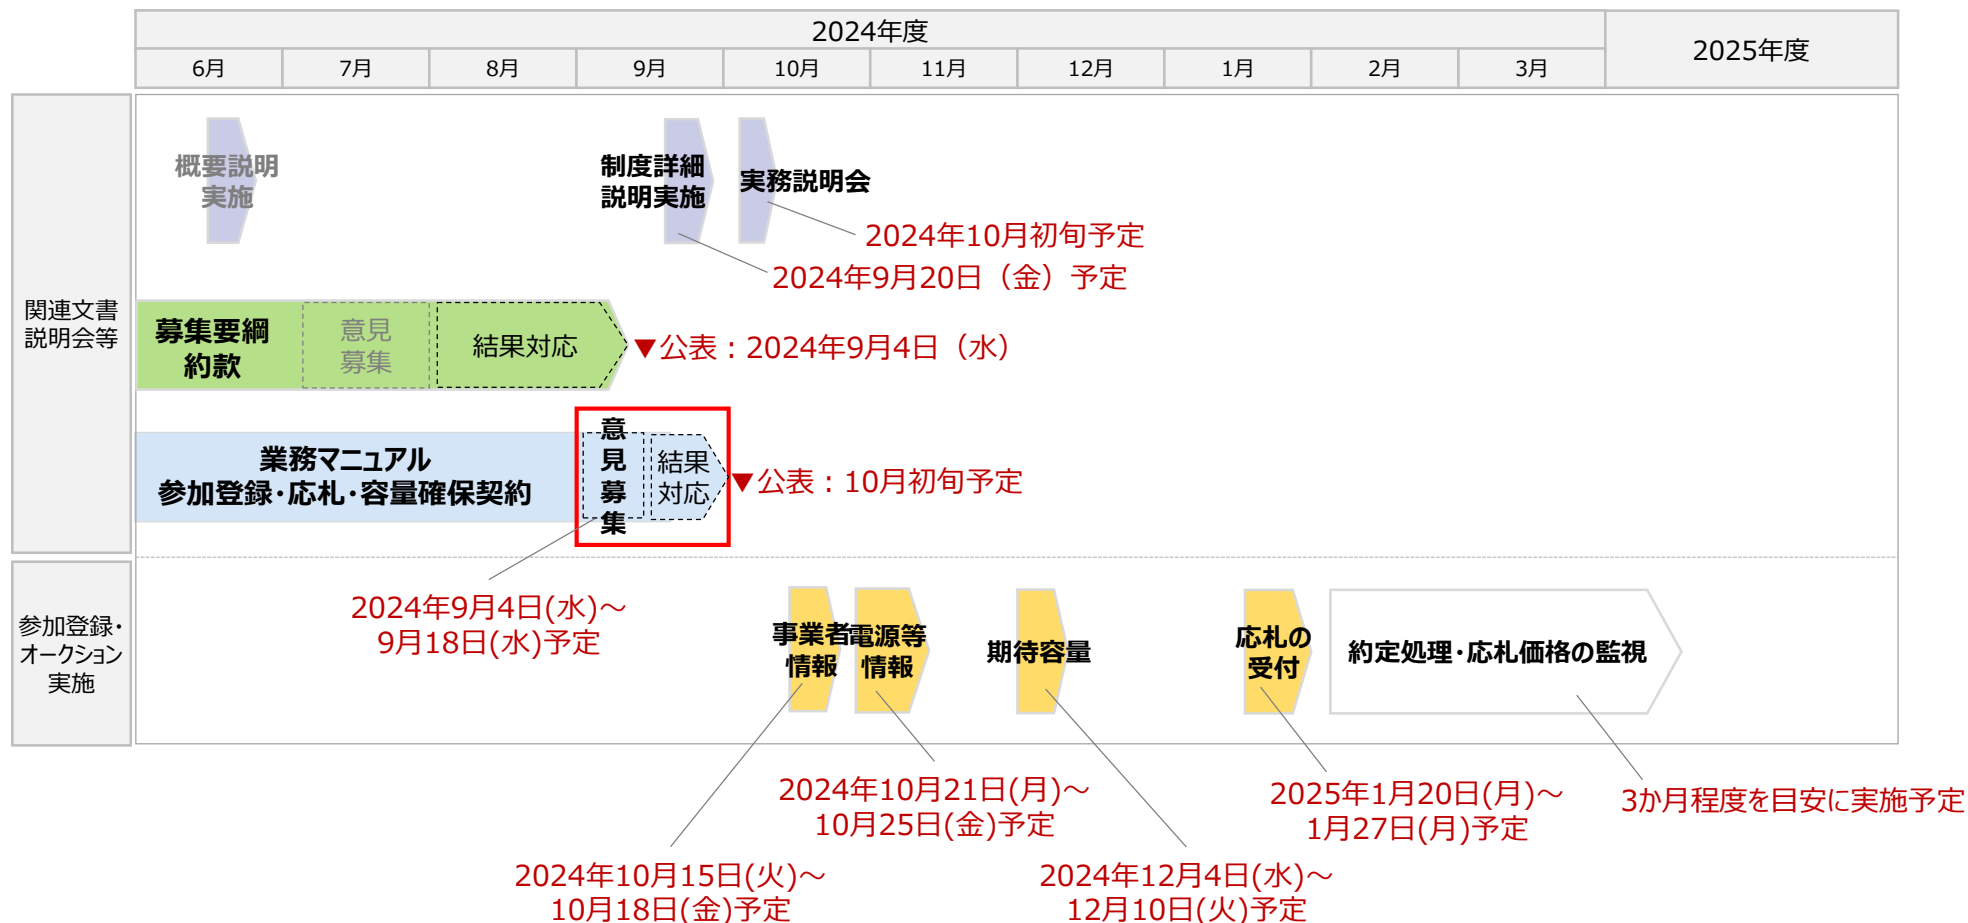 2024年度
2025年度
6月
7月
8月
9月
10月
11月
12月
1月
2月
3月
関連文書
説明会等
概要説明
実施
制度詳細
説明実施
実務説明会
2024年10月初旬予定
2024年9月20日（金）予定
募集要綱
約款
意見
募集
結果対応
▼公表：2024年9月4日（水）
業務マニュアル
参加登録・応札・容量確保契約
意
見
募
集
結果
対応
▼公表：10月初旬予定
2024年9月4日(水)～
9月18日(水)予定
参加登録・
オークション
実施
事業者
情報
電源等
情報
期待容量
応札の
受付
約定処理・応札価格の監視
2024年10月21日(月)～
10月25日(金)予定
2025年1月20日(月)～
1月27日(月)予定
3か月程度を目安に実施予定
2024年10月15日(火)～
10月18日(金)予定
2024年12月4日(水)～
12月10日(火)予定